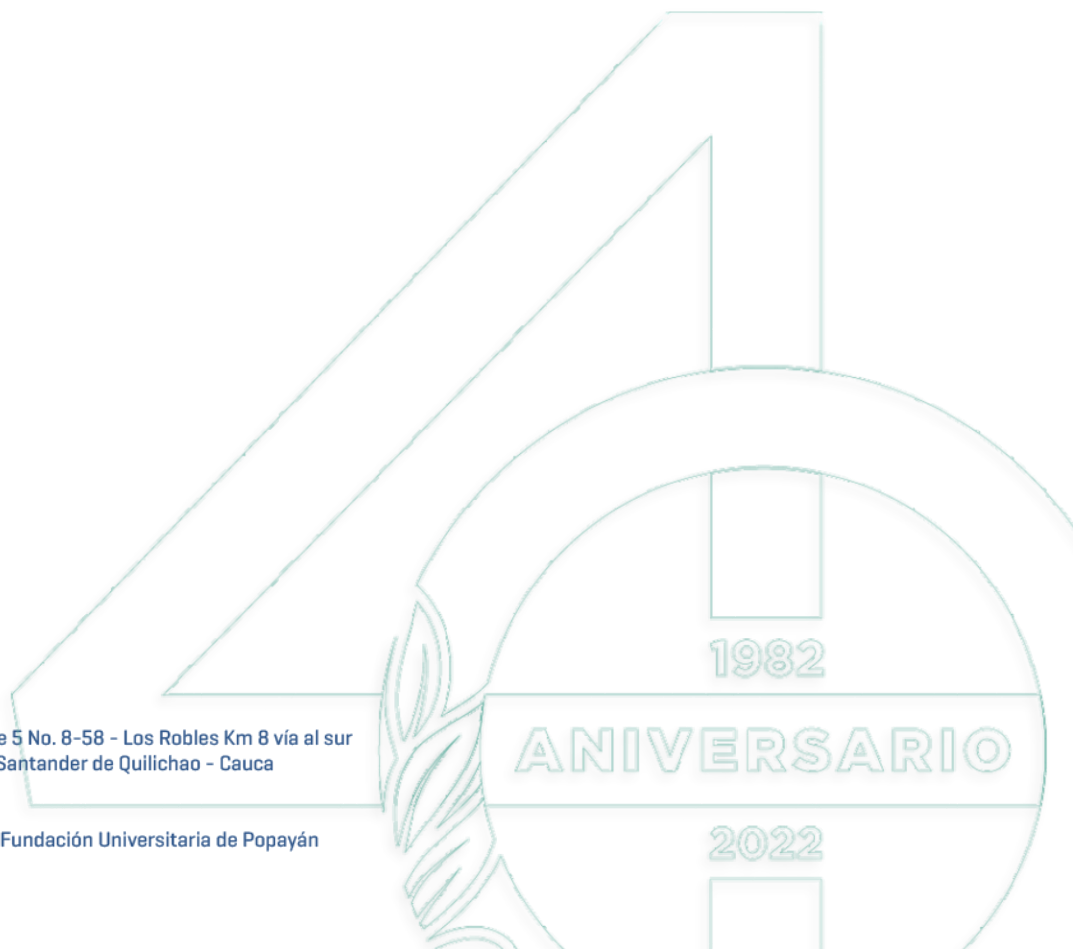 1982
e 5 No. 8-58 - Los Robles Km 8 vía al sur
Santander de Quilichao - Cauca
ANIVERSARIO
Fundación Universitaria de Popayán
2022